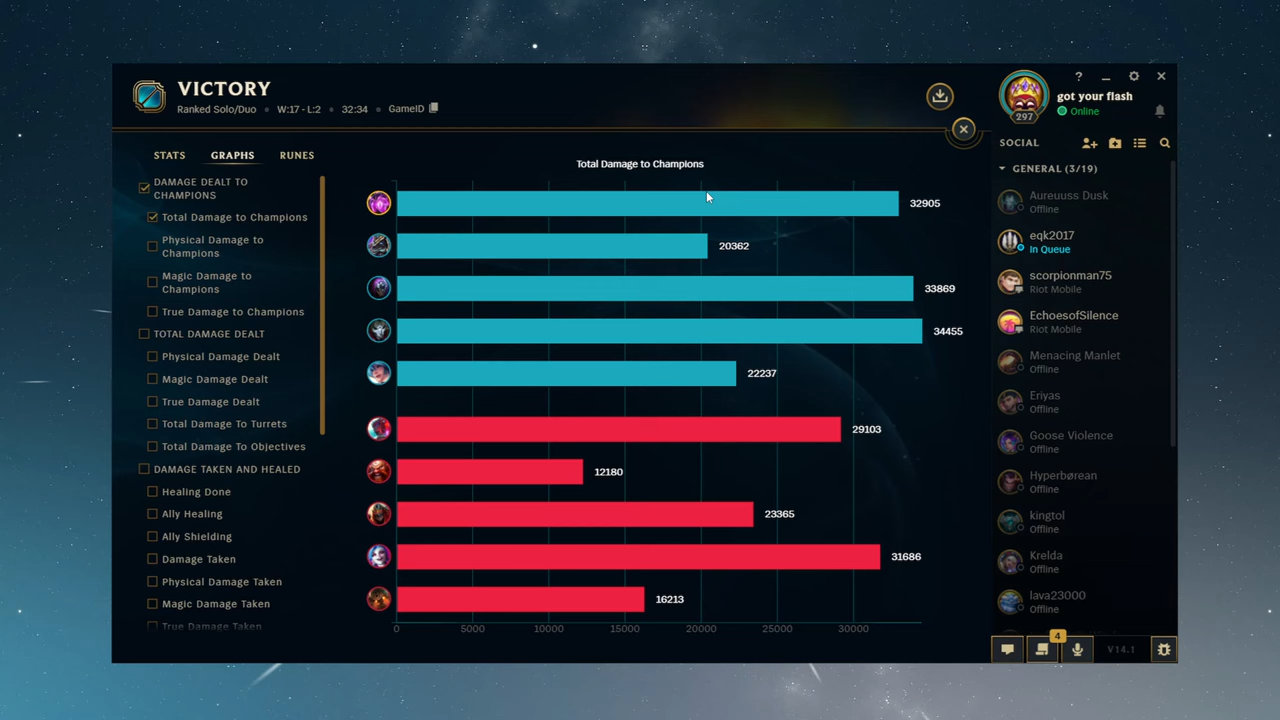 VICTORY
Ranked Solo/Duo • W:17 - L:2 • 32:34 • GameID
STATS GRAPHS RUNES
DAMAGE DEALT TO
CHAMPIONS
Total Damage to Champions
Physical Damage to
Champions
Magic Damage to
Champions
True Damage to Champions
TOTAL DAMAGE DEALT
Physical Damage Dealt
Magic Damage Dealt
True Damage Dealt
Total Damage To Turrets
Total Damage To Objectives
DAMAGE TAKEN AND HEALED
Healing Done
Ally Healing
Ally Shielding
Damage Taken
Physical Damage Taken
Magic Damage Taken
True Damage Taken
Total Damage to Champions
32905
20362
33869
34455
22237
29103
12180
23365
31686
16213
0 5000 10000 15000 20000 25000 30000
?
297
got your flash
Online
SOCIAL
GENERAL (3/19)
Aureuuss Dusk
Offline
eqk2017
In Queue
scorpionman75
Riot Mobile
EchoesofSilence
Riot Mobile
Menacing Manlet
Offline
Eriyas
Offline
Goose Violence
Offline
Hyperbørean
Offline
kingtol
Offline
Krelda
Offline
lava23000
Offline
4
V14.1